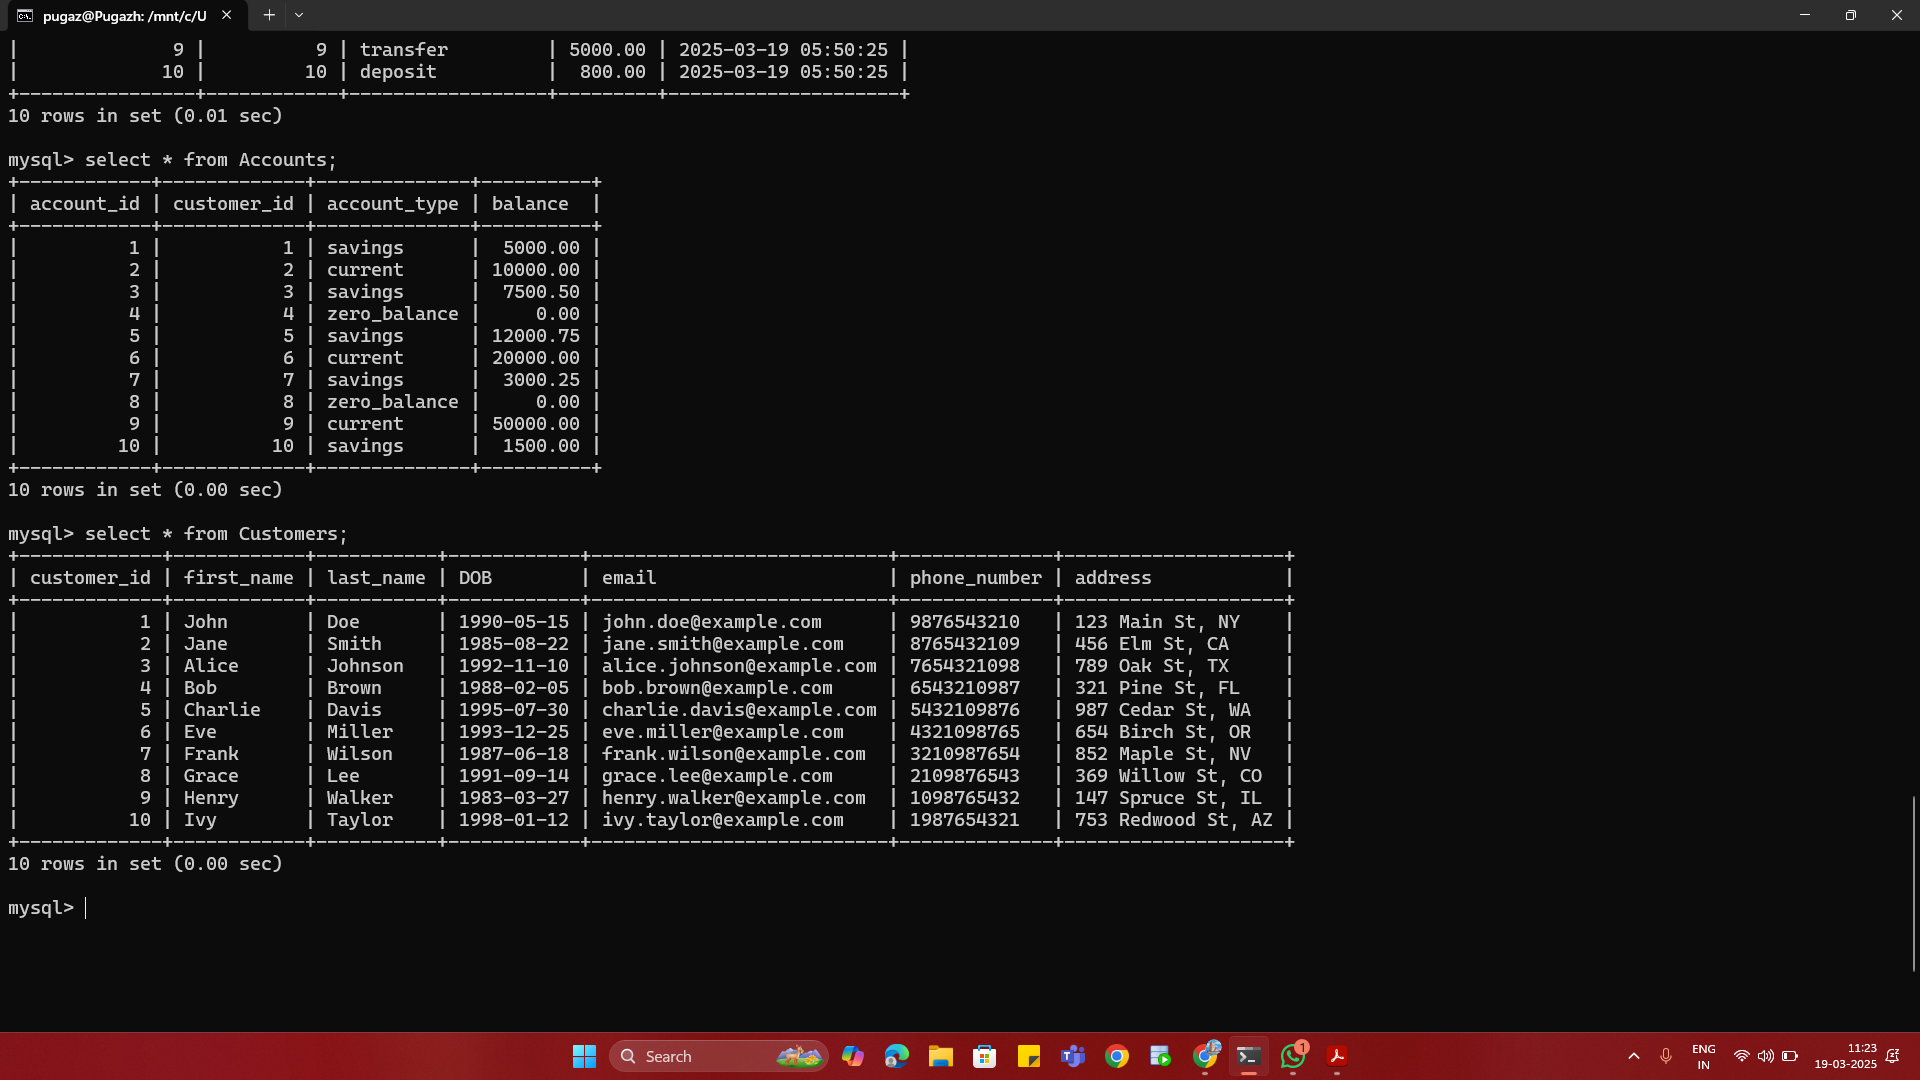 pugaz@Pugazh: /mnt/c/U
|               9 |          9 | transfer         | 5000.00 | 2025-03-19 05:50:25 |
|              10 |         10 | deposit          |  800.00 | 2025-03-19 05:50:25 |
+-----------------+------------+------------------+---------+---------------------+
10 rows in set (0.01 sec)
mysql> select * from Accounts;
+------------+-------------+--------------+----------+
| account_id | customer_id | account_type | balance  |
+------------+-------------+--------------+----------+
|          1 |           1 | savings      |  5000.00 |
|          2 |           2 | current      | 10000.00 |
|          3 |           3 | savings      |  7500.50 |
|          4 |           4 | zero_balance |     0.00 |
|          5 |           5 | savings      | 12000.75 |
|          6 |           6 | current      | 20000.00 |
|          7 |           7 | savings      |  3000.25 |
|          8 |           8 | zero_balance |     0.00 |
|          9 |           9 | current      | 50000.00 |
|         10 |          10 | savings      |  1500.00 |
+------------+-------------+--------------+----------+
10 rows in set (0.00 sec)
mysql> select * from Customers;
+-------------+------------+-----------+------------+---------------------------+--------------+--------------------+
| customer_id | first_name | last_name | DOB        | email                     | phone_number | address            |
+-------------+------------+-----------+------------+---------------------------+--------------+--------------------+
|           1 | John       | Doe       | 1990-05-15 | john.doe@example.com      | 9876543210   | 123 Main St, NY    |
|           2 | Jane       | Smith     | 1985-08-22 | jane.smith@example.com    | 8765432109   | 456 Elm St, CA     |
|           3 | Alice      | Johnson   | 1992-11-10 | alice.johnson@example.com | 7654321098   | 789 Oak St, TX     |
|           4 | Bob        | Brown     | 1988-02-05 | bob.brown@example.com     | 6543210987   | 321 Pine St, FL    |
|           5 | Charlie    | Davis     | 1995-07-30 | charlie.davis@example.com | 5432109876   | 987 Cedar St, WA   |
|           6 | Eve        | Miller    | 1993-12-25 | eve.miller@example.com    | 4321098765   | 654 Birch St, OR   |
|           7 | Frank      | Wilson    | 1987-06-18 | frank.wilson@example.com  | 3210987654   | 852 Maple St, NV   |
|           8 | Grace      | Lee       | 1991-09-14 | grace.lee@example.com     | 2109876543   | 369 Willow St, CO  |
|           9 | Henry      | Walker    | 1983-03-27 | henry.walker@example.com  | 1098765432   | 147 Spruce St, IL  |
|          10 | Ivy        | Taylor    | 1998-01-12 | ivy.taylor@example.com    | 1987654321   | 753 Redwood St, AZ |
+-------------+------------+-----------+------------+---------------------------+--------------+--------------------+
10 rows in set (0.00 sec)
mysql>
Search
1
ENG
IN
11:23
19-03-2025